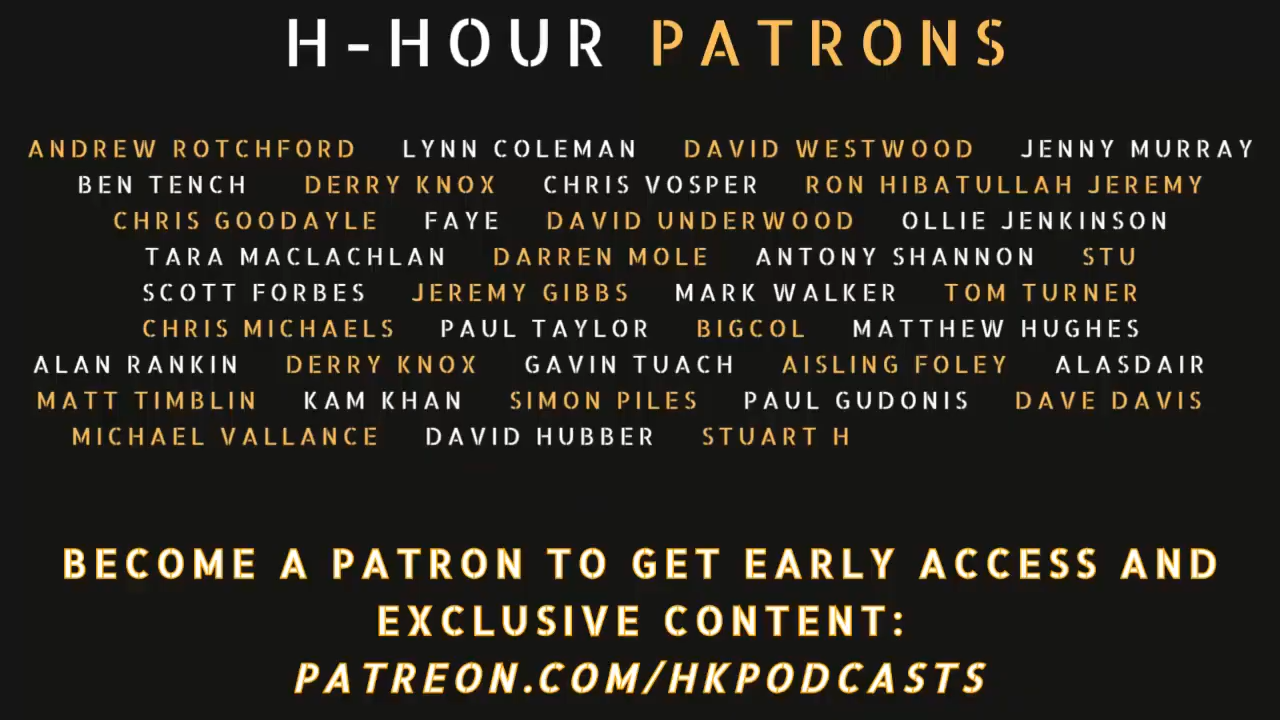 H-HOUR PATRONS
ANDREW ROTCHFORD LYNN COLEMAN DAVID WESTWOOD JENNY MURRAY
BEN TENCH DERRY KNOX CHRIS VOSPER RON HIBATULLAH JEREMY
CHRIS GOODAYLE FAYE DAVID UNDERWOOD OLLIE JENKINSON
TARA MACLACHLAN DARREN MOLE ANTONY SHANNON STU
SCOTT FORBES JEREMY GIBBS MARK WALKER TOM TURNER
CHRIS MICHAELS PAUL TAYLOR BIGCOL MATTHEW HUGHES
ALAN RANKIN DERRY KNOX GAVIN TUACH AISLING FOLEY ALASDAIR
MATT TIMBLIN KAM KHAN SIMON PILES PAUL GUDONIS DAVE DAVIS
MICHAEL VALLANCE DAVID HUBBER STUART H
BECOME A PATRON TO GET EARLY ACCESS AND
EXCLUSIVE CONTENT:
PATREON.COM/HKPODCASTS